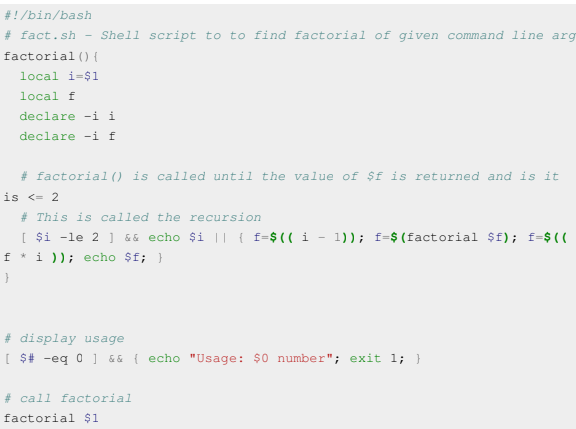 #!/bin/bash
# fact.sh - Shell script to to find factorial of given command line arg
factorial(){
  local i=$1
  local f
  declare -i i
  declare -i f

  # factorial() is called until the value of $f is returned and is it
is <= 2
  # This is called the recursion
  [ $i -le 2 ] && echo $i || { f=$(( i - 1)); f=$(factorial $f); f=$((
f * i )); echo $f; }
}


# display usage
[ $# -eq 0 ] && { echo "Usage: $0 number"; exit 1; }

# call factorial
factorial $1